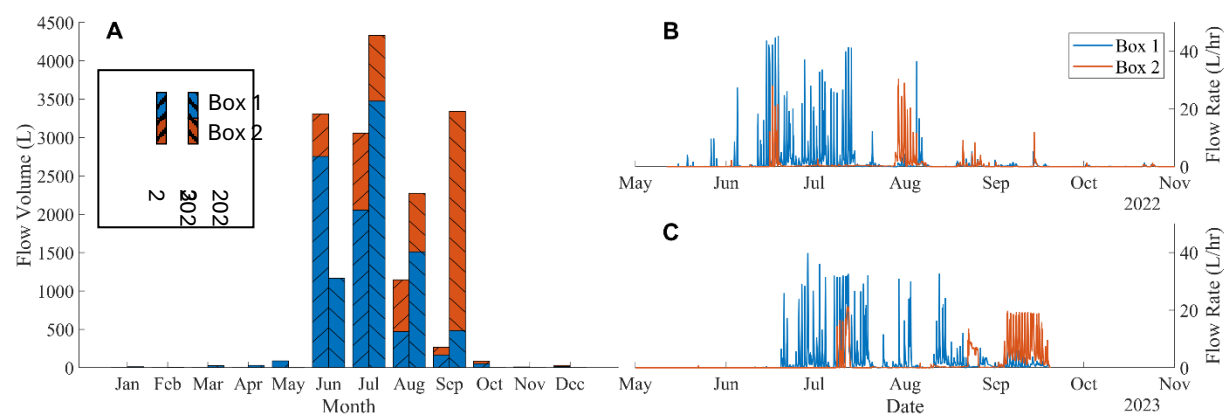 A
4500
4000
3500
3000
2500
2000
1500
1000
500
0
Flow Volume (L)
Box 1
Box 2
2
3
202
202
Jan Feb Mar Apr May Jun Jul Aug Sep Oct Nov Dec
Month
B
Box 1
Box 2
40
20
0
Flow Rate (L/hr)
May Jun Jul Aug Sep Oct Nov
2022
C
40
20
0
Flow Rate (L/hr)
May Jun Jul Aug Sep Oct Nov
Date
2023